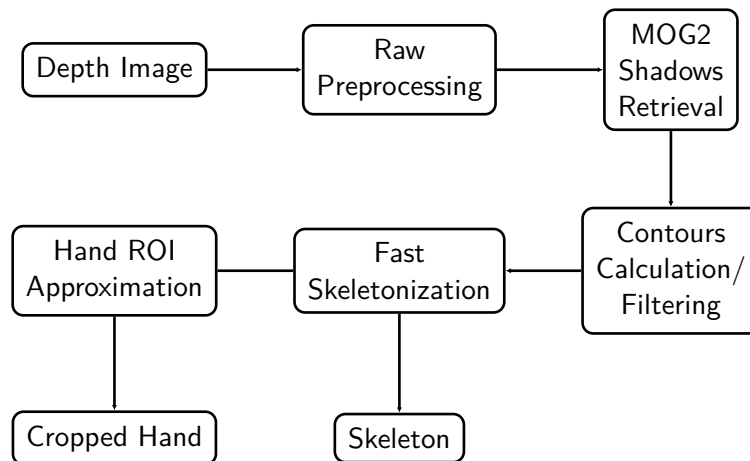 Depth Image
Raw
Preprocessing
MOG2
Shadows
Retrieval
Hand ROI
Approximation
Fast
Skeletonization
Contours
Calculation/
Filtering
Cropped Hand
Skeleton